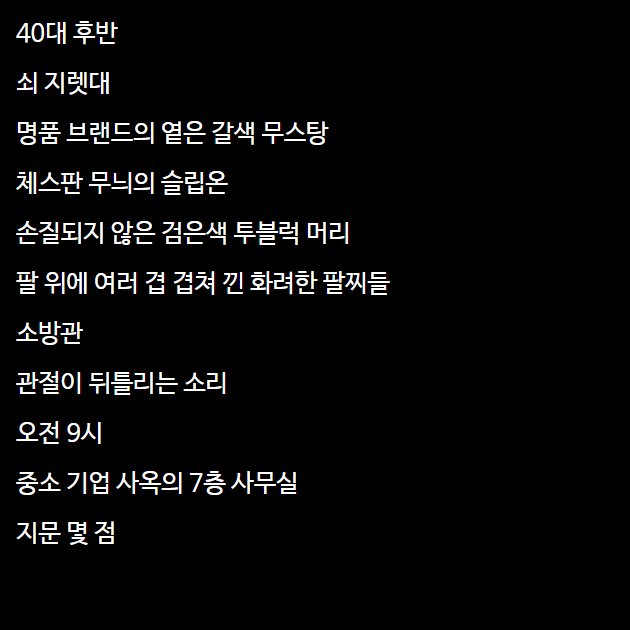 40대 후반
쇠 지렛대
명품 브랜드의 옅은 갈색 무스탕
체스판 무늬의 슬립온
손질되지 않은 검은색 투블럭 머리
팔 위에 여러 겹 겹쳐 낀 화려한 팔찌들
소방관
관절이 뒤틀리는 소리
오전 9시
중소 기업 사옥의 7층 사무실
지문 몇 점